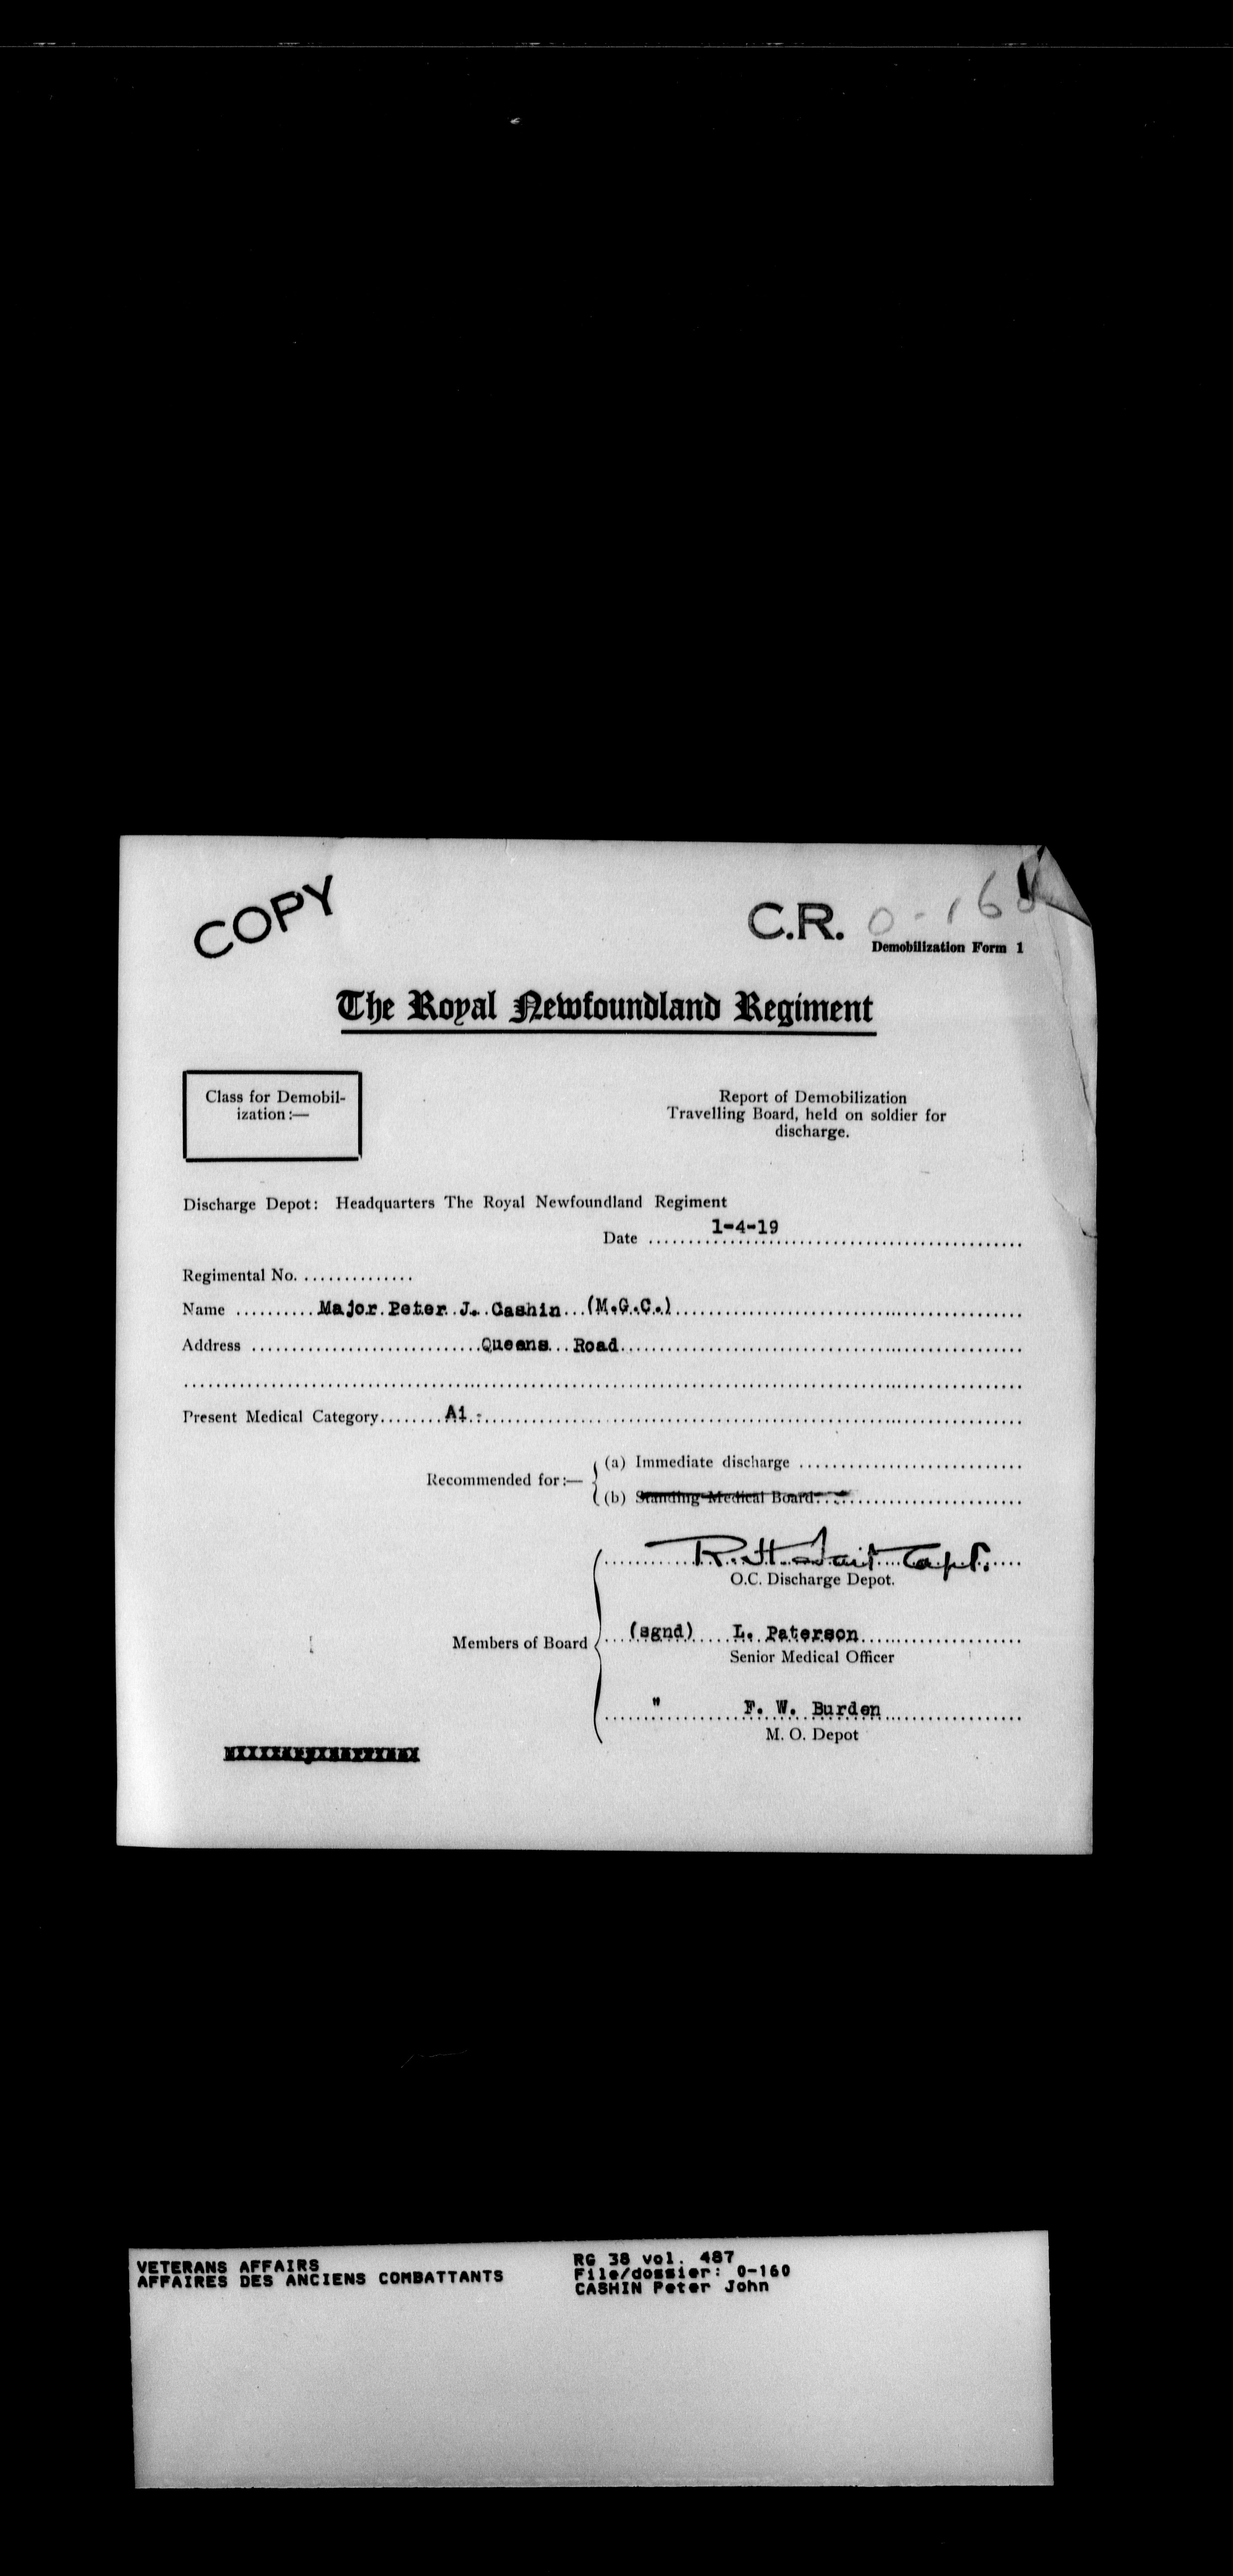 COPY
C.R. 0-160
Demobilization Form 1
The Royal Newfoundland Regiment
Class for Demobil-
ization:—
Report of Demobilization
Travelling Board, held on soldier for
discharge.
Discharge Depot: Headquarters The Royal Newfoundland Regiment
Date 1-4-19
Regimental No.
Name Major Peter J. Cashin (M.G.C.)
Address Queens Road
Present Medical Category A1
Recommended for:—
(a) Immediate discharge
(b) Standing Medical Board
R. H. Tait Capt.
O.C. Discharge Depot.
Members of Board
(sgnd) L. Paterson
Senior Medical Officer
" F. W. Burden
M. O. Depot
VETERANS AFFAIRS
AFFAIRES DES ANCIENS COMBATTANTS
RG 38 vol. 487
File/dossier: 0-160
CASHIN Peter John